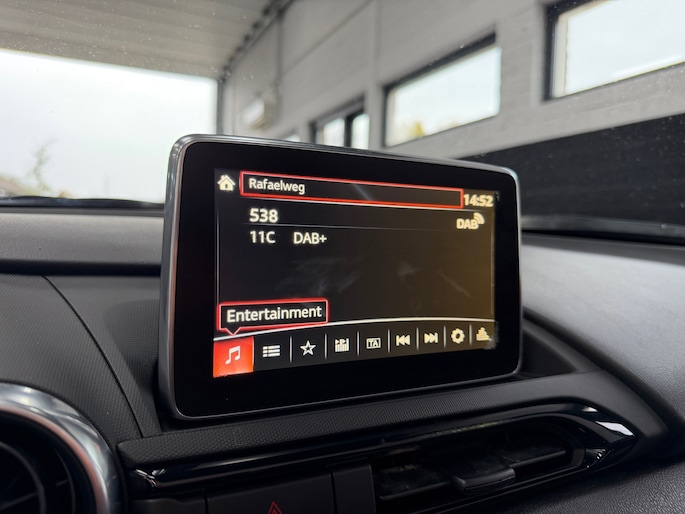 Rafaelweg
14:52
538
DAB
11C DAB+
Entertainment
TA